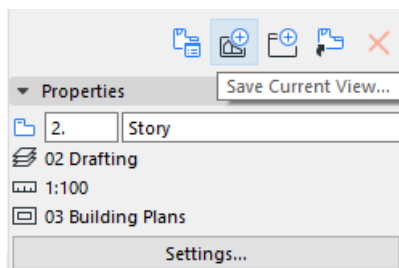 Save Current View...
Properties
2. Story
02 Drafting
1:100
03 Building Plans
Settings...